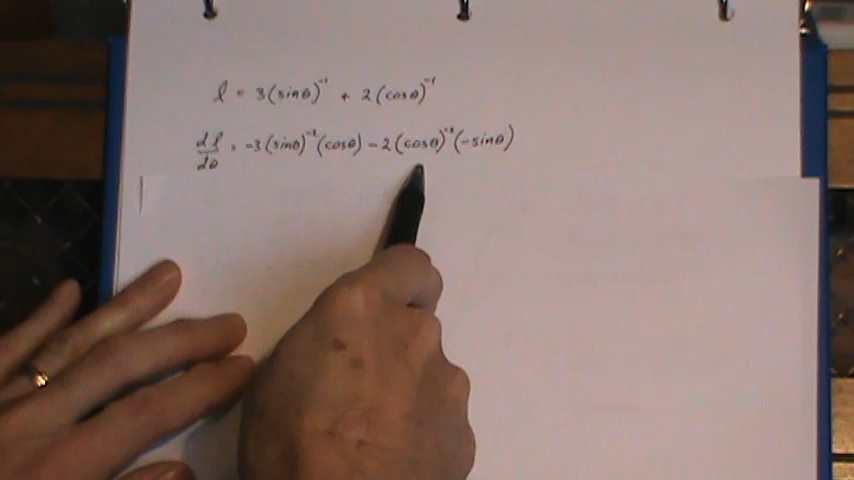 l = 3(sinθ)⁻¹ + 2(cosθ)⁻¹
dl/dθ = -3(sinθ)⁻²(cosθ) - 2(cosθ)⁻²(-sinθ)